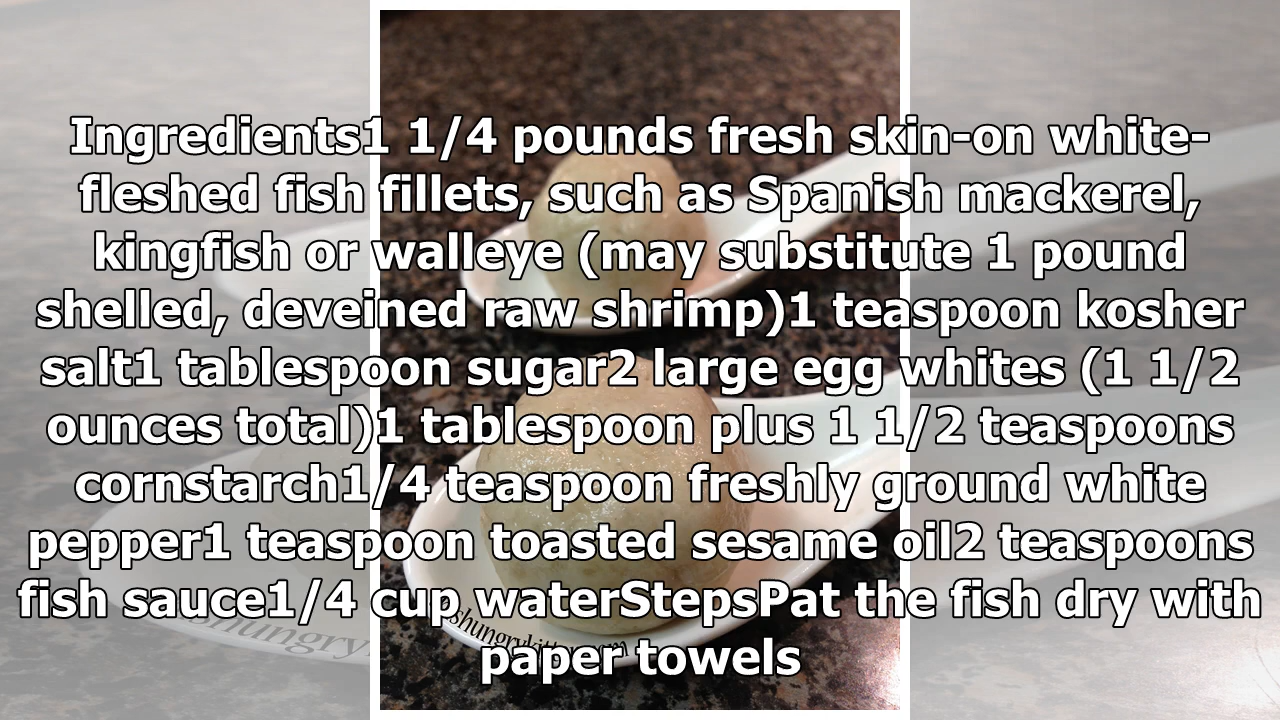 Ingredients1 1/4 pounds fresh skin-on white-
fleshed fish fillets, such as Spanish mackerel,
kingfish or walleye (may substitute 1 pound
shelled, deveined raw shrimp)1 teaspoon kosher
salt1 tablespoon sugar2 large egg whites (1 1/2
ounces total)1 tablespoon plus 1 1/2 teaspoons
cornstarch1/4 teaspoon freshly ground white
pepper1 teaspoon toasted sesame oil2 teaspoons
fish sauce1/4 cup waterStepsPat the fish dry with
paper towels